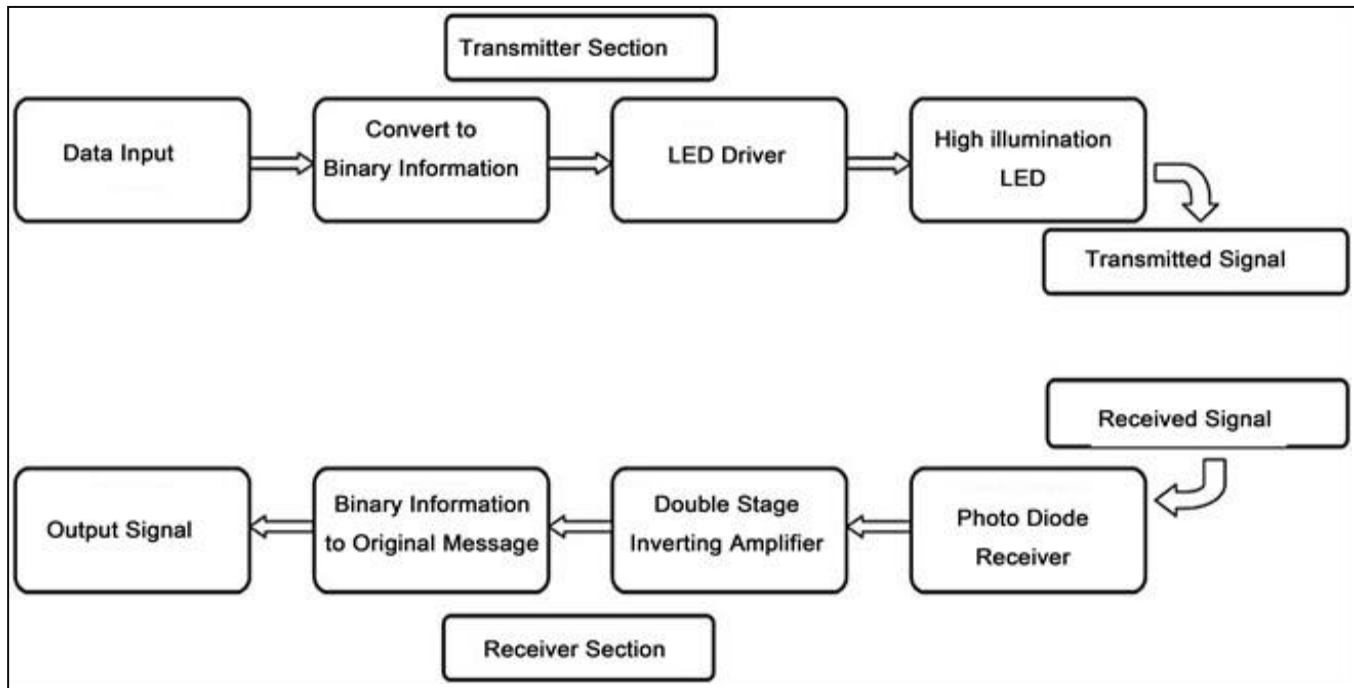 Transmitter Section
Data Input
Convert to
Binary Information
LED Driver
High illumination
LED
Transmitted Signal
Received Signal
Photo Diode
Receiver
Double Stage
Inverting Amplifier
Binary Information
to Original Message
Output Signal
Receiver Section